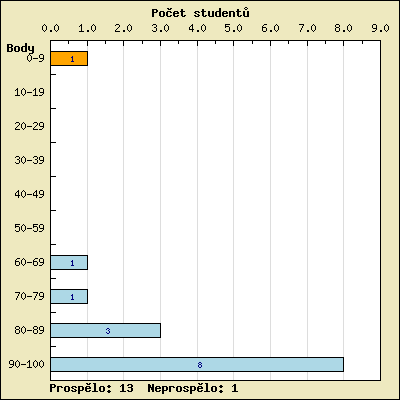 Počet studentů
0.0 1.0 2.0 3.0 4.0 5.0 6.0 7.0 8.0 9.0
Body
0-9 1
10-19
20-29
30-39
40-49
50-59
60-69 1
70-79 1
80-89 3
90-100 8
Prospělo: 13 Neprospělo: 1